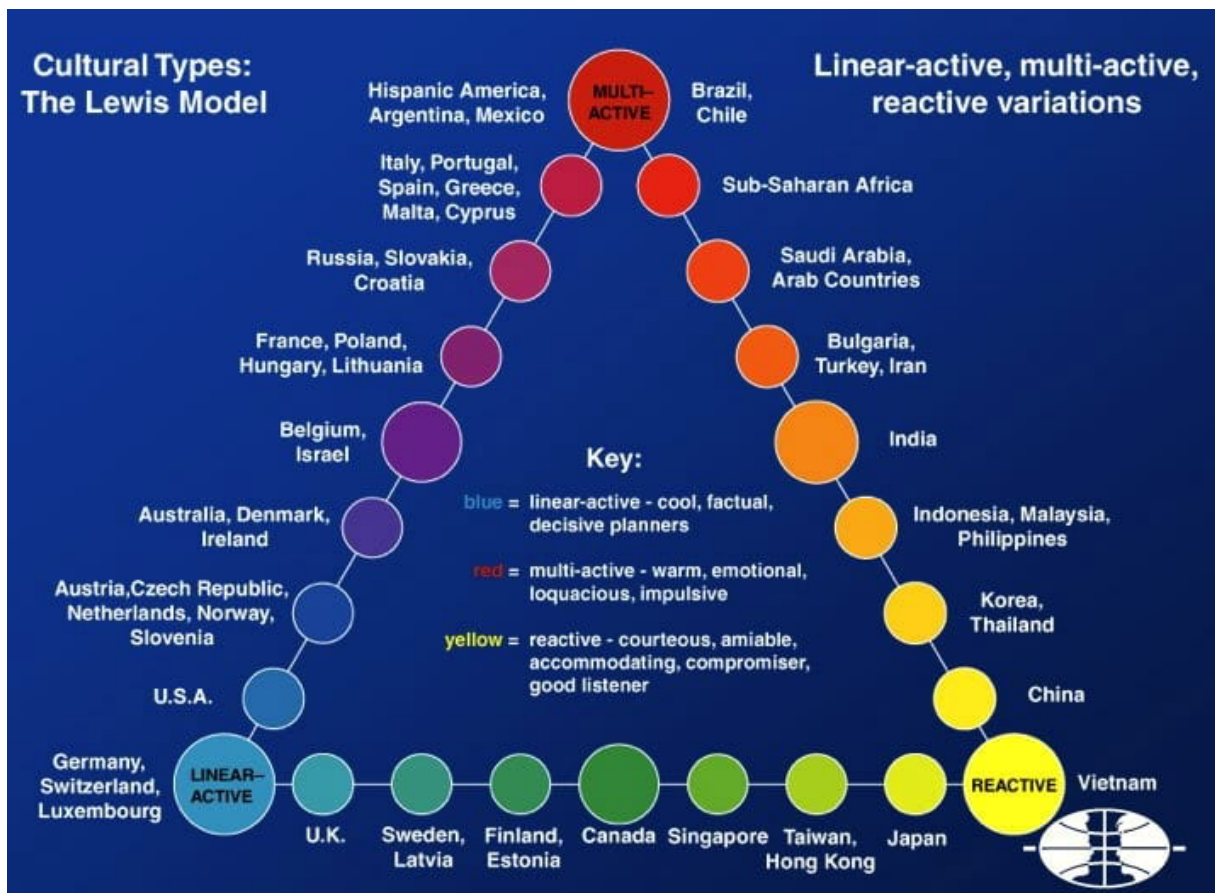 Cultural Types:
The Lewis Model
Linear-active, multi-active,
reactive variations
Hispanic America,
Argentina, Mexico
MULTI–
ACTIVE
Brazil,
Chile
Italy, Portugal,
Spain, Greece,
Malta, Cyprus
Sub-Saharan Africa
Russia, Slovakia,
Croatia
Saudi Arabia,
Arab Countries
France, Poland,
Hungary, Lithuania
Bulgaria,
Turkey, Iran
Belgium,
Israel
India
Key:
blue = linear-active - cool, factual,
decisive planners
red = multi-active - warm, emotional,
loquacious, impulsive
yellow = reactive - courteous, amiable,
accommodating, compromiser,
good listener
Australia, Denmark,
Ireland
Indonesia, Malaysia,
Philippines
Austria,Czech Republic,
Netherlands, Norway,
Slovenia
Korea,
Thailand
U.S.A.
China
Germany,
Switzerland,
Luxembourg
LINEAR–
ACTIVE
REACTIVE
Vietnam
U.K.
Sweden,
Latvia
Finland,
Estonia
Canada
Singapore
Taiwan,
Hong Kong
Japan